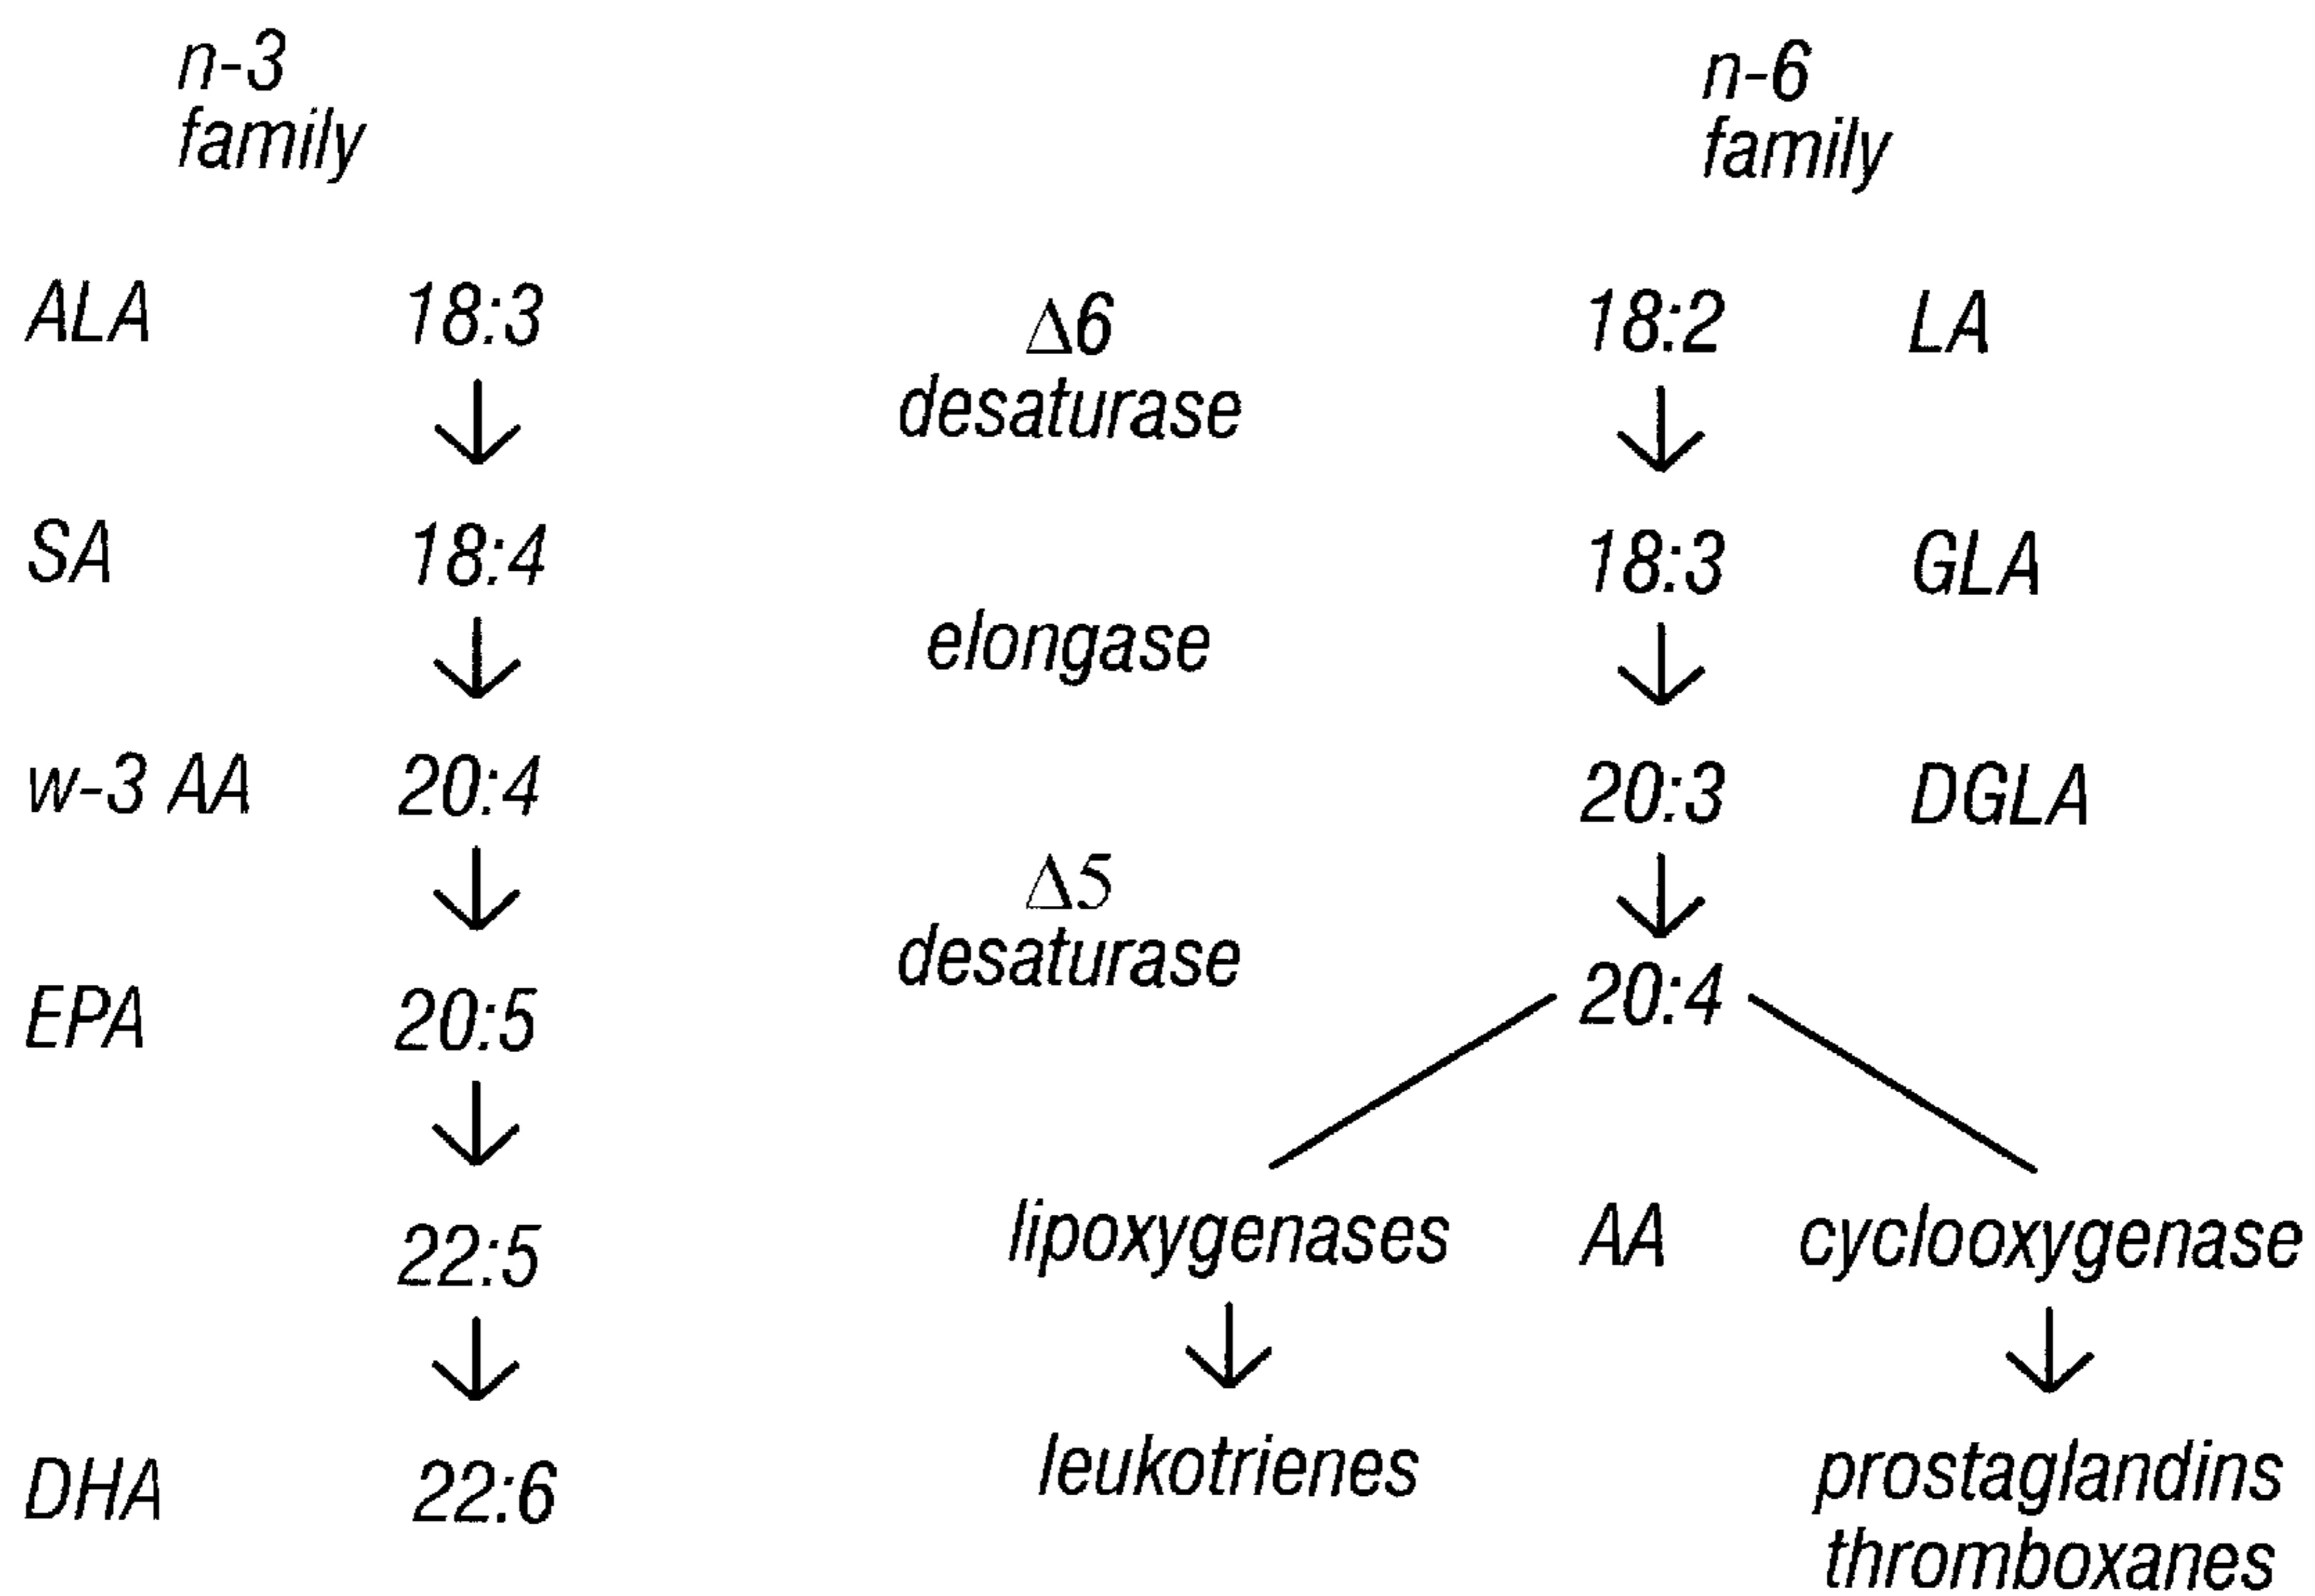 n-3
family
n-6
family
ALA 18:3 Δ6 18:2 LA
desaturase
SA 18:4 18:3 GLA
elongase
w-3 AA 20:4 20:3 DGLA
Δ5
desaturase 20:4
EPA 20:5
22:5 lipoxygenases AA cyclooxygenase
DHA 22:6 leukotrienes prostaglandins
thromboxanes